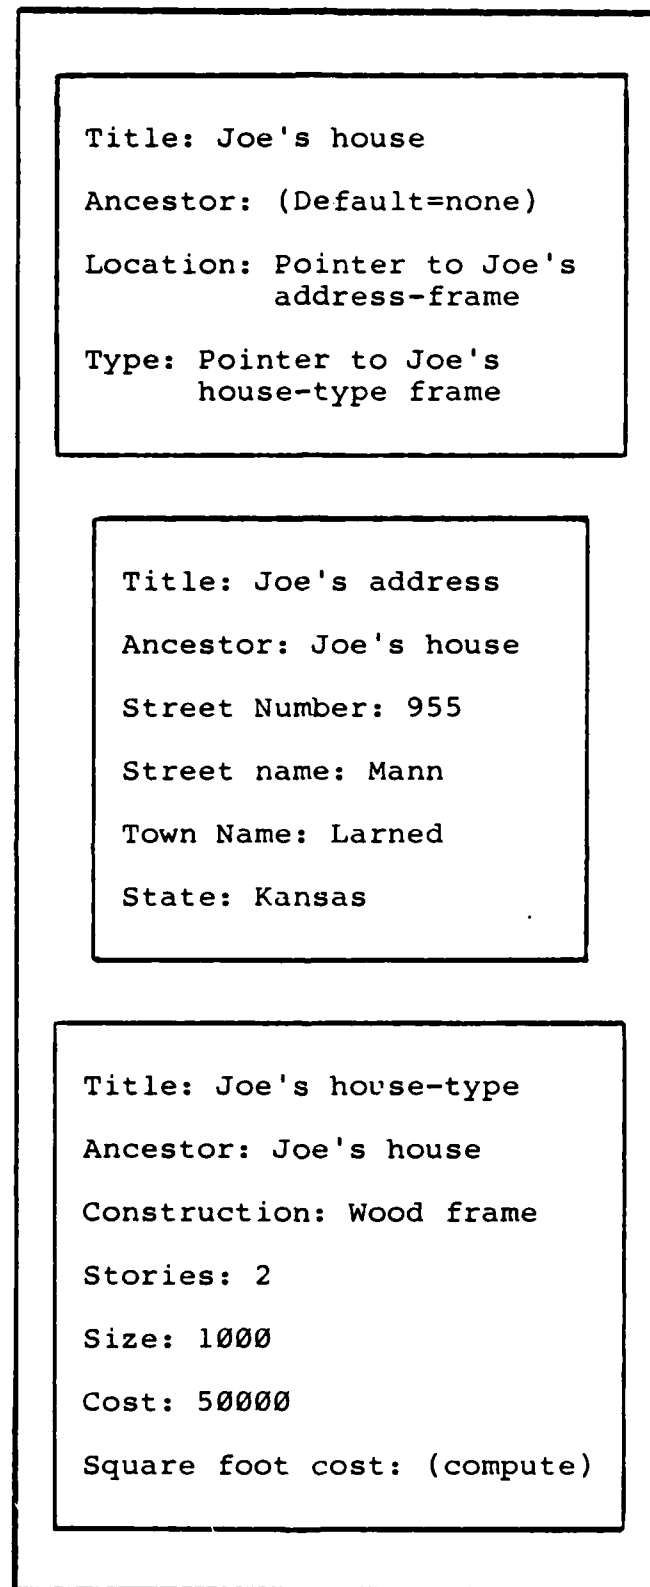 Title: Joe's house
Ancestor: (Default=none)
Location: Pointer to Joe's
address-frame
Type: Pointer to Joe's
house-type frame
Title: Joe's address
Ancestor: Joe's house
Street Number: 955
Street name: Mann
Town Name: Larned
State: Kansas
Title: Joe's house-type
Ancestor: Joe's house
Construction: Wood frame
Stories: 2
Size: 1000
Cost: 50000
Square foot cost: (compute)